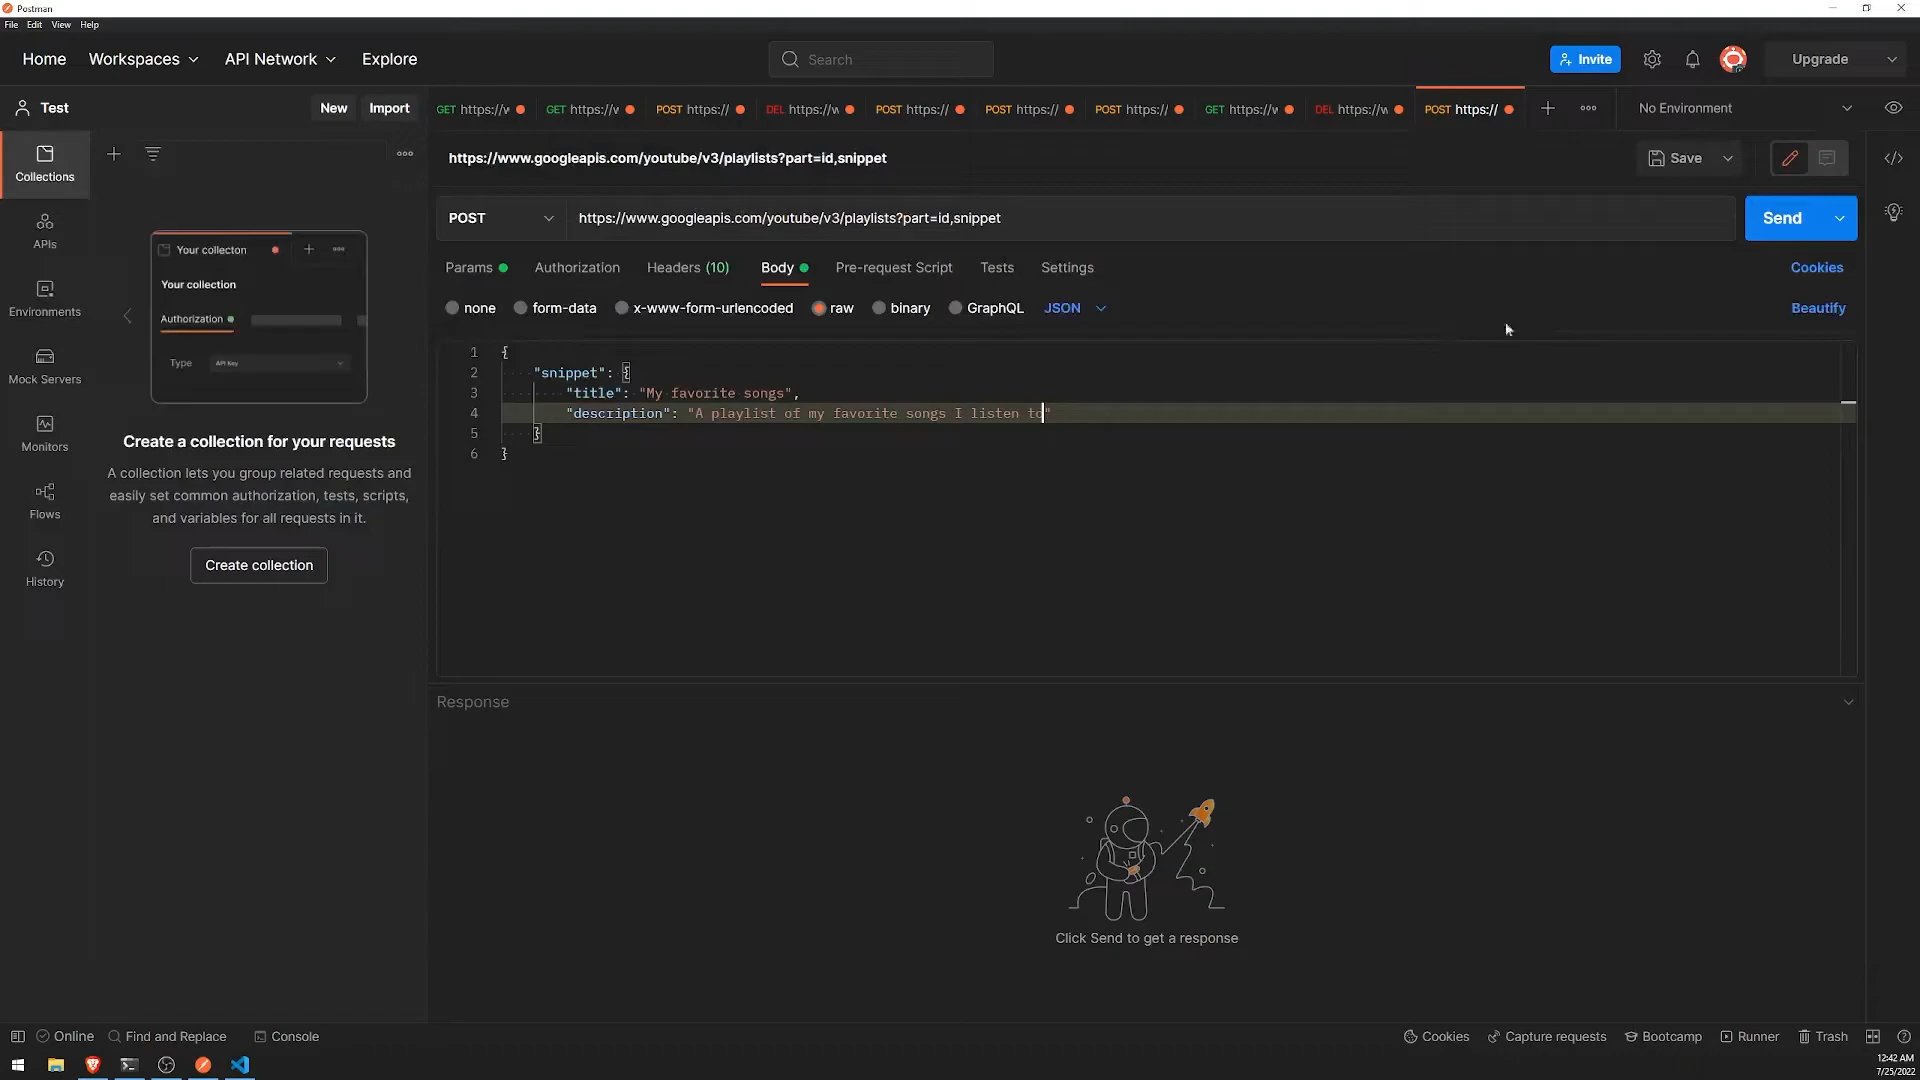 Postman
File Edit View Help
Home Workspaces API Network Explore Search Invite Upgrade
Test New Import
GET https://v GET https://v POST https:// DEL https://v POST https:// POST https:// POST https:// GET https://v DEL https://v POST https:// No Environment
Collections
APIs
Environments
Mock Servers
Monitors
Flows
History
Your collecton
Your collection
Authorization
Type API Key
Create a collection for your requests
A collection lets you group related requests and
easily set common authorization, tests, scripts,
and variables for all requests in it.
Create collection
https://www.googleapis.com/youtube/v3/playlists?part=id,snippet Save
POST https://www.googleapis.com/youtube/v3/playlists?part=id,snippet Send
Params Authorization Headers (10) Body Pre-request Script Tests Settings Cookies
none form-data x-www-form-urlencoded raw binary GraphQL JSON Beautify
1 {
2 "snippet": {
3 "title": "My favorite songs",
4 "description": "A playlist of my favorite songs I listen to"
5 }
6 }
Response
Click Send to get a response
Online Find and Replace Console Cookies Capture requests Bootcamp Runner Trash
12:42 AM
7/25/2022